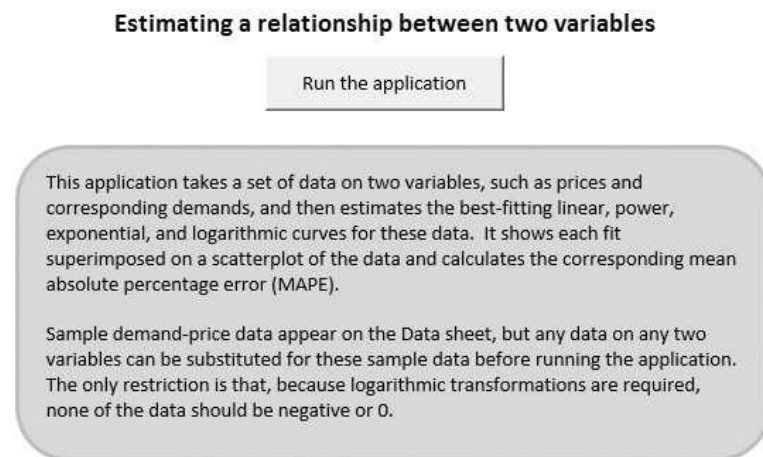 Estimating a relationship between two variables
Run the application
This application takes a set of data on two variables, such as prices and
corresponding demands, and then estimates the best-fitting linear, power,
exponential, and logarithmic curves for these data.  It shows each fit
superimposed on a scatterplot of the data and calculates the corresponding mean
absolute percentage error (MAPE).
Sample demand-price data appear on the Data sheet, but any data on any two
variables can be substituted for these sample data before running the application.
The only restriction is that, because logarithmic transformations are required,
none of the data should be negative or 0.